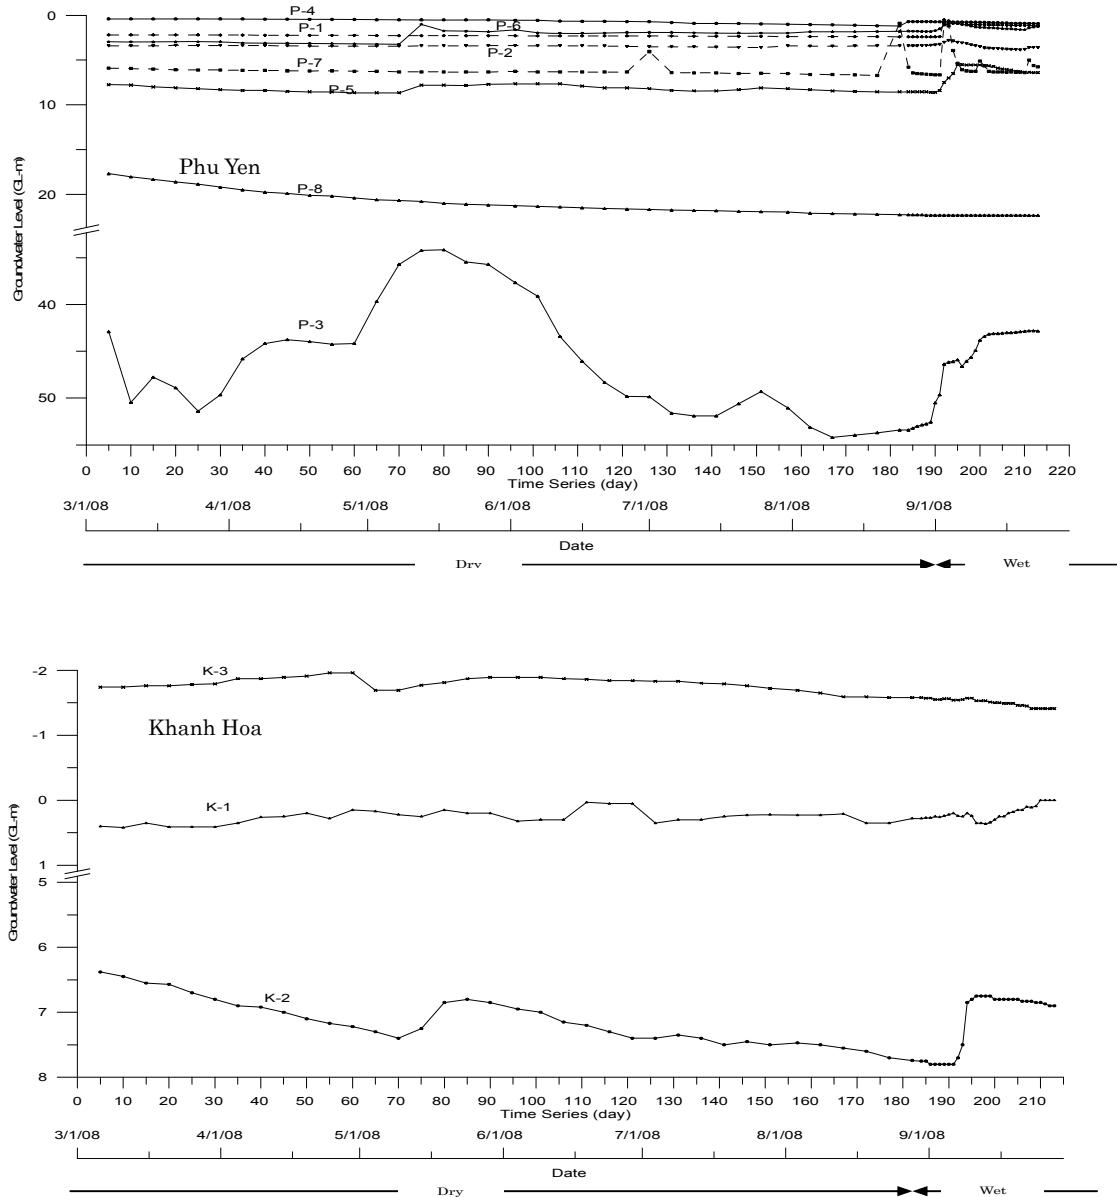 0
P-4
P-1
P-6
P-2
P-7
10
P-5
Phu Yen
P-8
20
Groundwater Level (GL-m)
40
P-3
50
0 10 20 30 40 50 60 70 80 90 100 110 120 130 140 150 160 170 180 190 200 210 220
Time Series (day)
3/1/08 4/1/08 5/1/08 6/1/08 7/1/08 8/1/08 9/1/08
Date
Dry Wet
-2
K-3
Khanh Hoa
-1
0
K-1
1
5
Groundwater Level (GL-m)
6
K-2
7
8
0 10 20 30 40 50 60 70 80 90 100 110 120 130 140 150 160 170 180 190 200 210
Time Series (day)
3/1/08 4/1/08 5/1/08 6/1/08 7/1/08 8/1/08 9/1/08
Date
Dry Wet